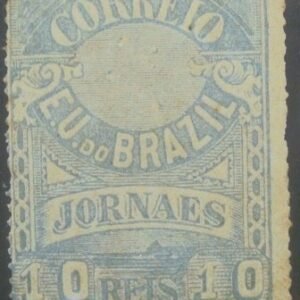 CORREIO
E.U. DO BRAZIL
JORNAES
10 REIS 10